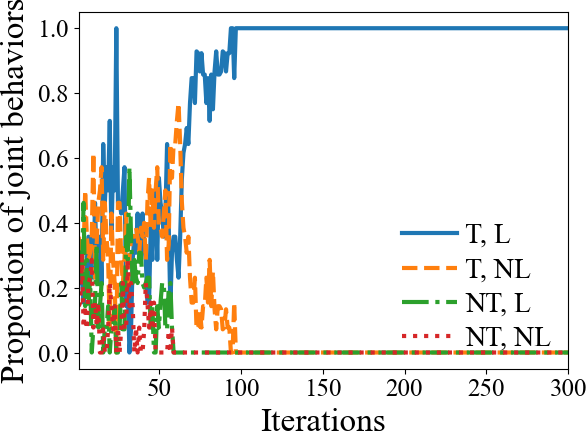 Proportion of joint behaviors
1.0
0.8
0.6
0.4
0.2
0.0
T, L
T, NL
NT, L
NT, NL
50 100 150 200 250 300
Iterations